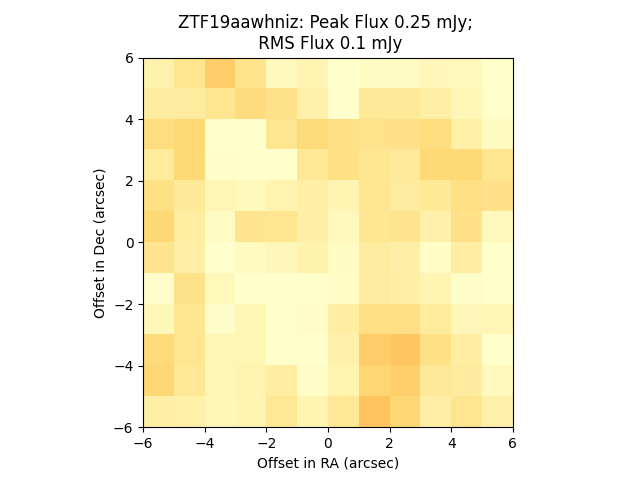 ZTF19aawhniz: Peak Flux 0.25 mJy;
RMS Flux 0.1 mJy
6
4
2
0
−2
−4
−6
Offset in Dec (arcsec)
−6 −4 −2 0 2 4 6
Offset in RA (arcsec)